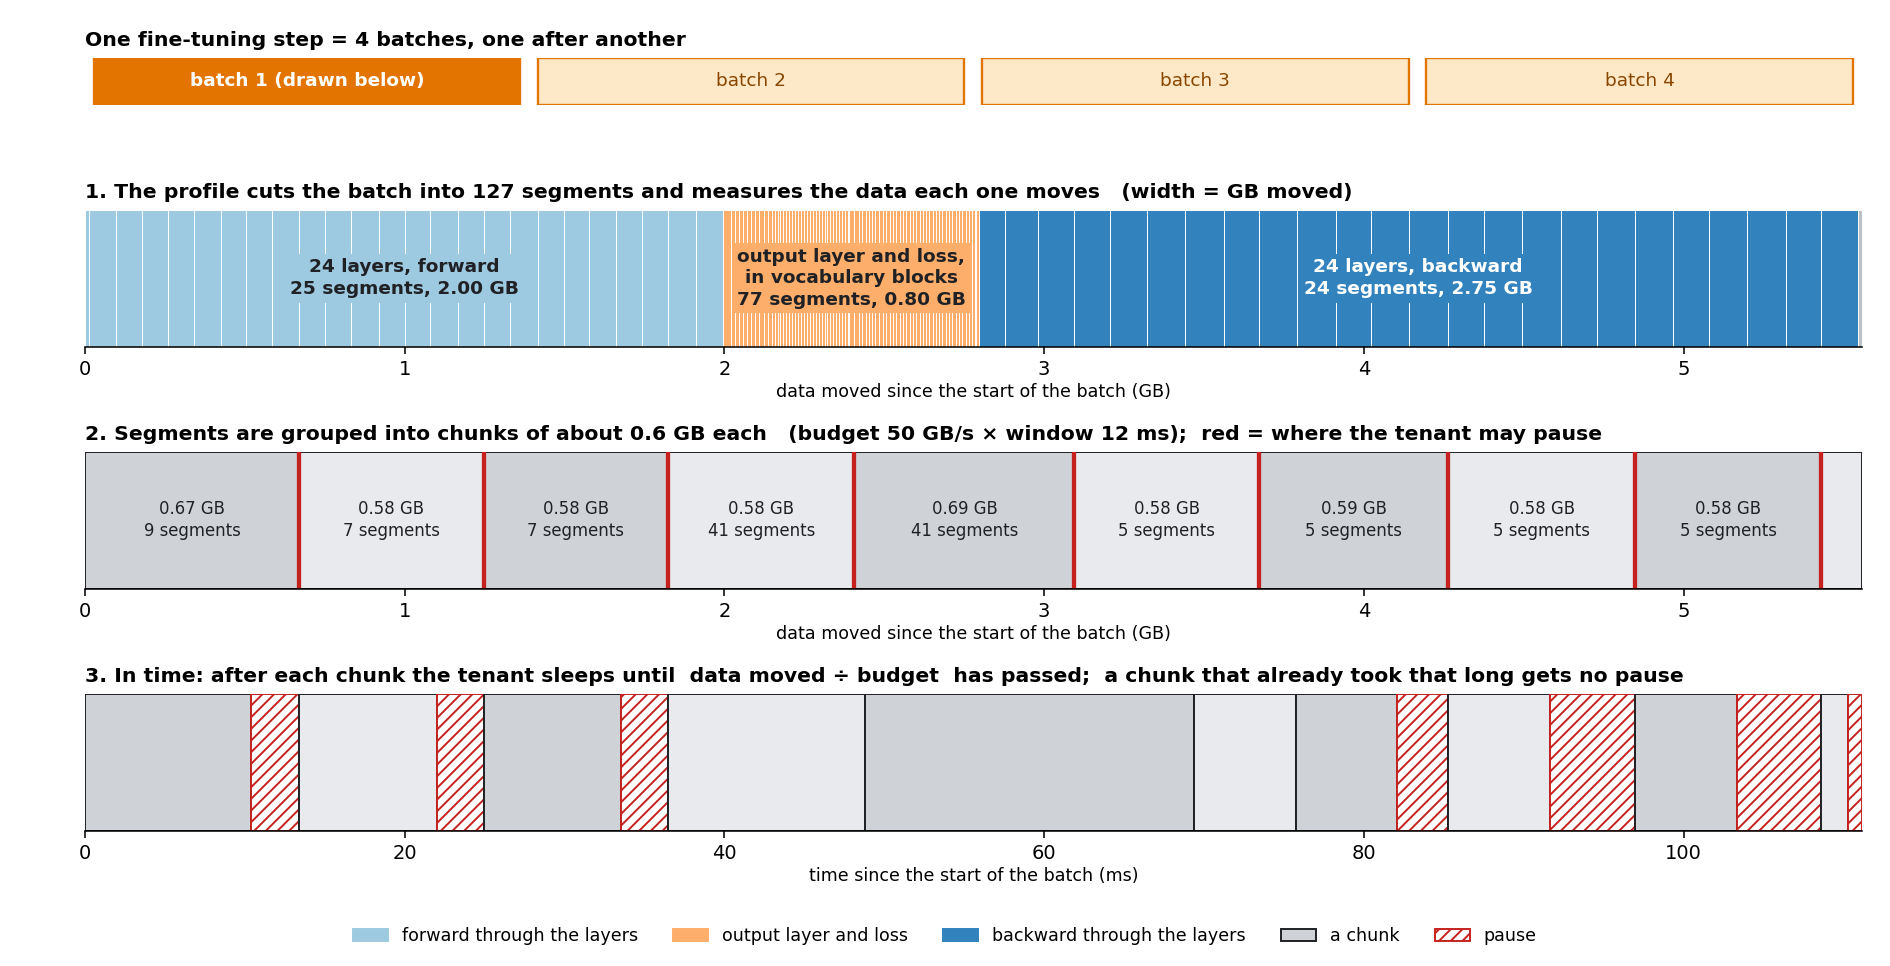 One fine-tuning step = 4 batches, one after another
batch 1 (drawn below)
batch 2
batch 3
batch 4
1. The profile cuts the batch into 127 segments and measures the data each one moves (width = GB moved)
24 layers, forward
25 segments, 2.00 GB
output layer and loss,
in vocabulary blocks
77 segments, 0.80 GB
24 layers, backward
24 segments, 2.75 GB
0 1 2 3 4 5
data moved since the start of the batch (GB)
2. Segments are grouped into chunks of about 0.6 GB each (budget 50 GB/s × window 12 ms); red = where the tenant may pause
0.67 GB
9 segments
0.58 GB
7 segments
0.58 GB
7 segments
0.58 GB
41 segments
0.69 GB
41 segments
0.58 GB
5 segments
0.59 GB
5 segments
0.58 GB
5 segments
0.58 GB
5 segments
0 1 2 3 4 5
data moved since the start of the batch (GB)
3. In time: after each chunk the tenant sleeps until data moved ÷ budget has passed; a chunk that already took that long gets no pause
0 20 40 60 80 100
time since the start of the batch (ms)
forward through the layers
output layer and loss
backward through the layers
a chunk
pause